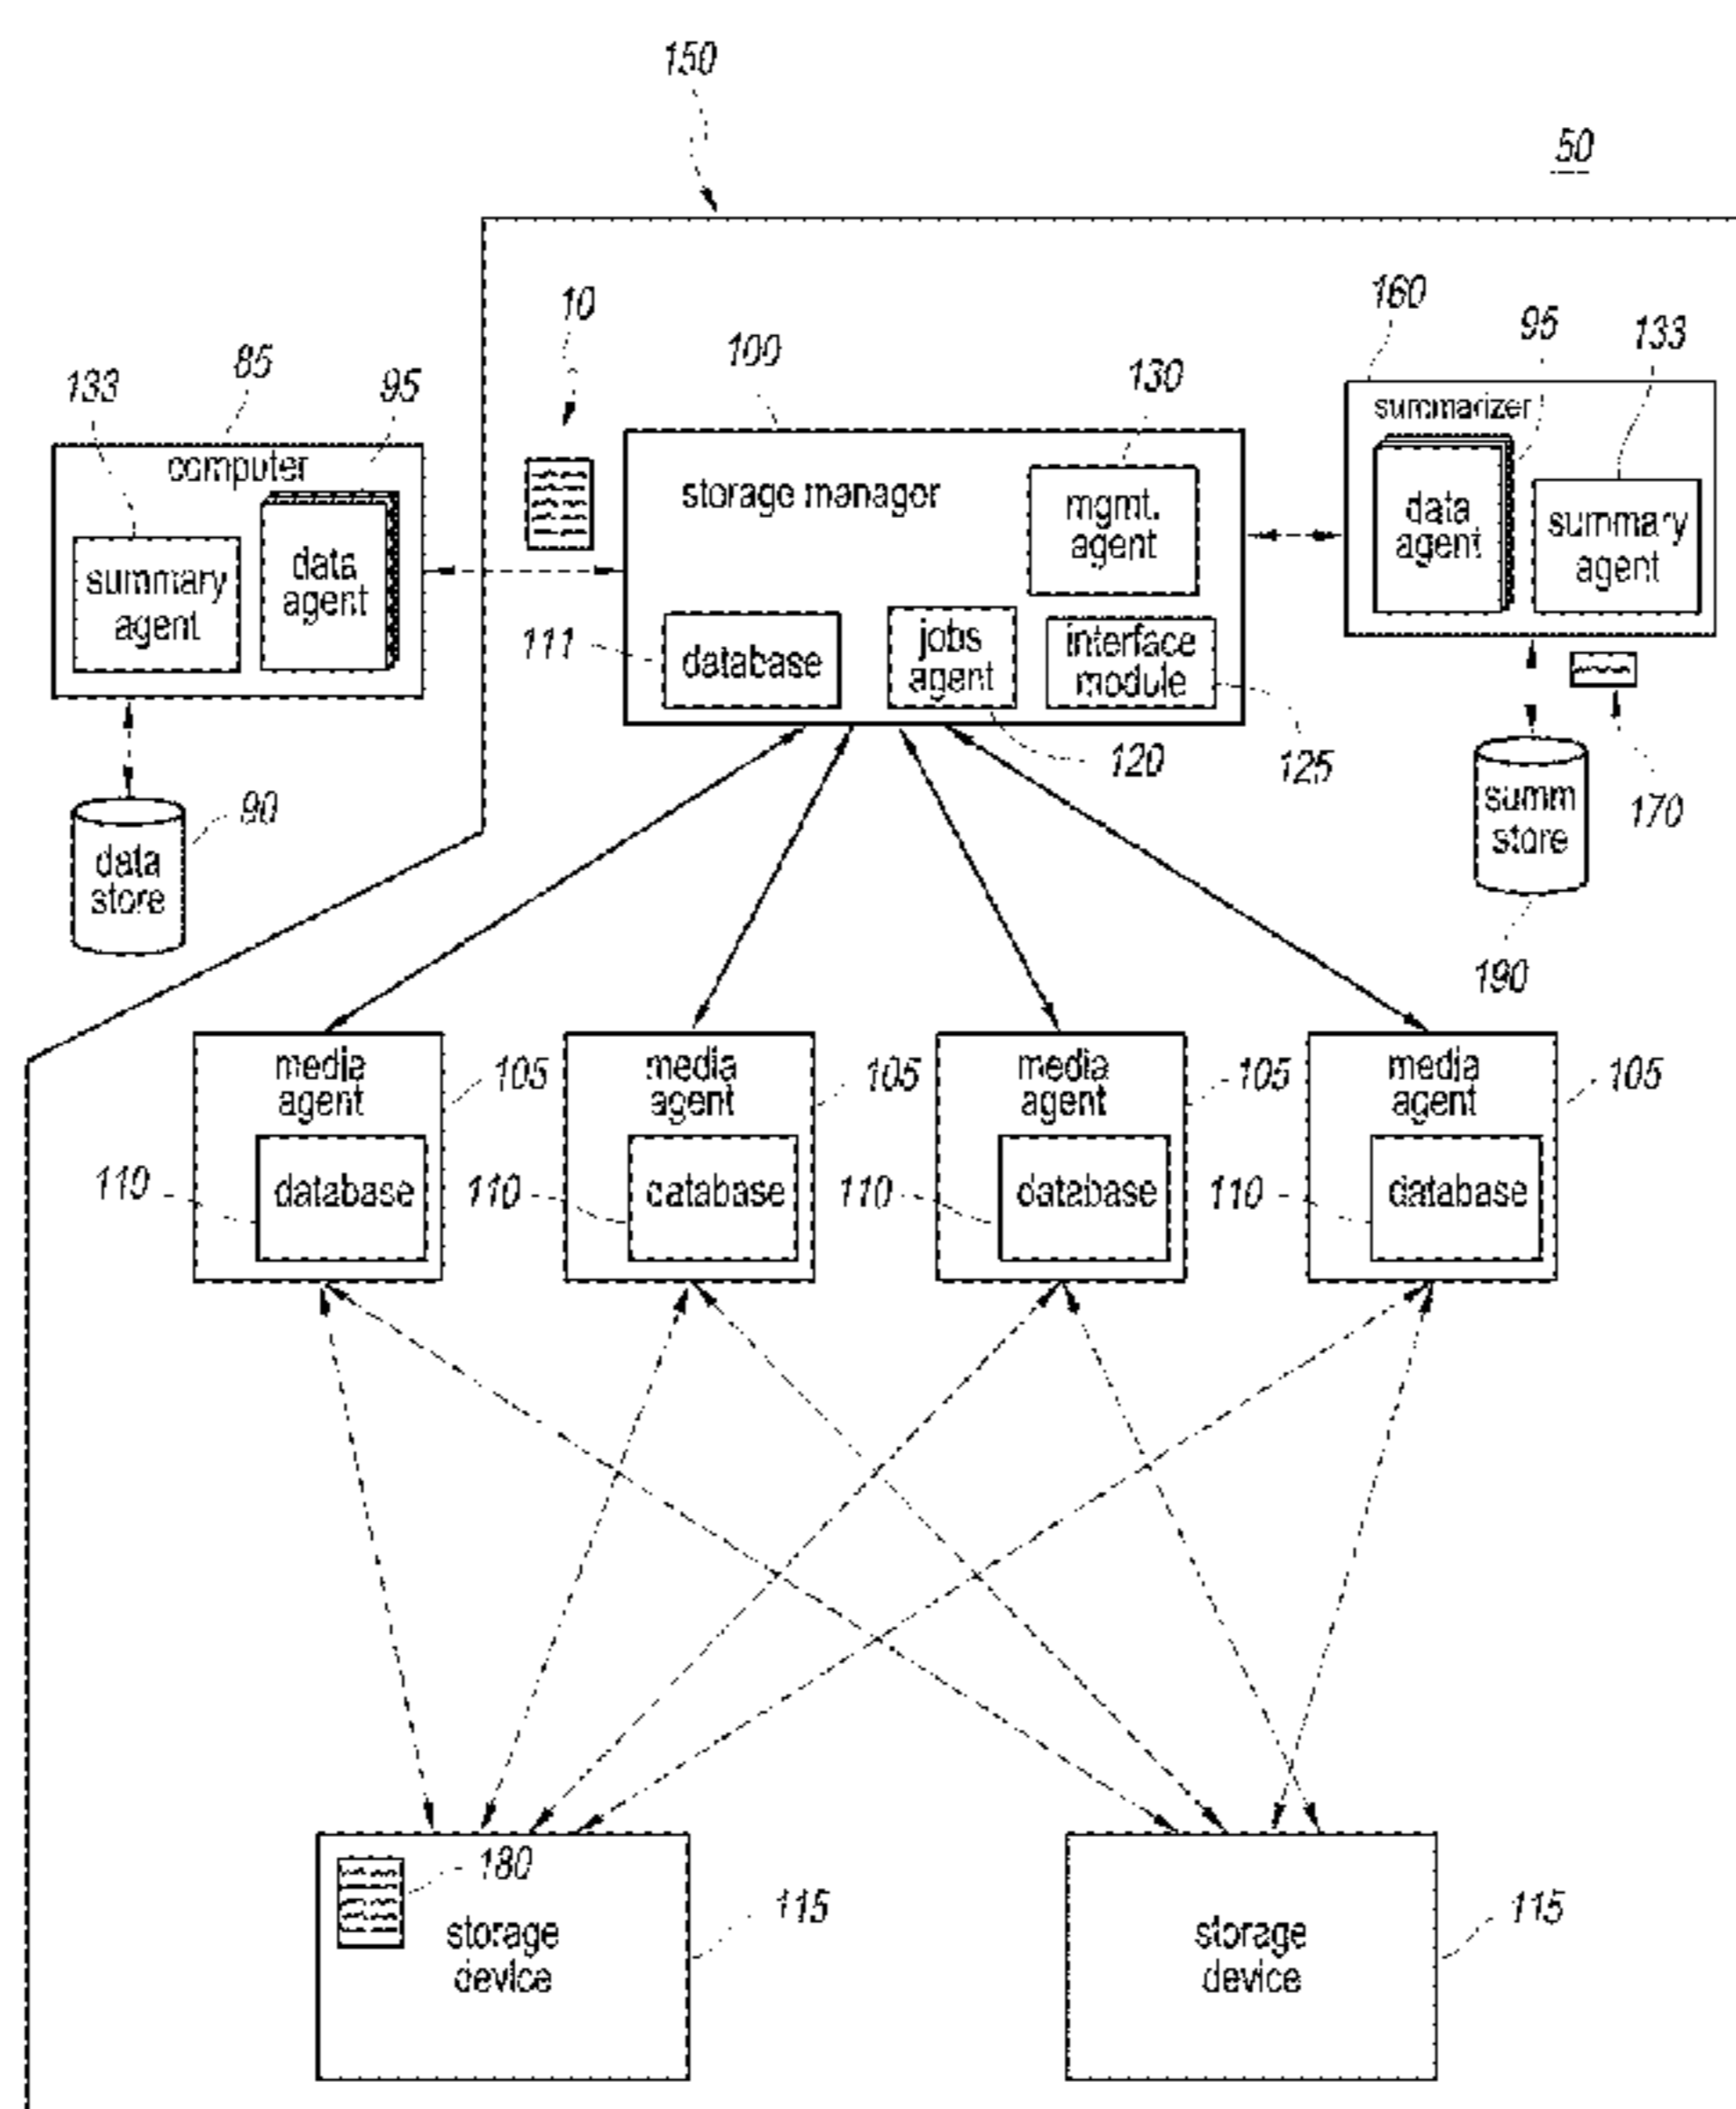 150
50
10
100
130
160
95
133
133
85
95
computer
summary
agent
data
agent
storage manager
mgmt.
agent
summarizer
data
agent
summary
agent
111
database
jobs
agent
interface
module
120
125
90
data
store
summ
store
170
190
media
agent
105
media
agent
105
media
agent
105
media
agent
105
110
database
110
database
110
database
110
database
180
storage
device
115
storage
device
115